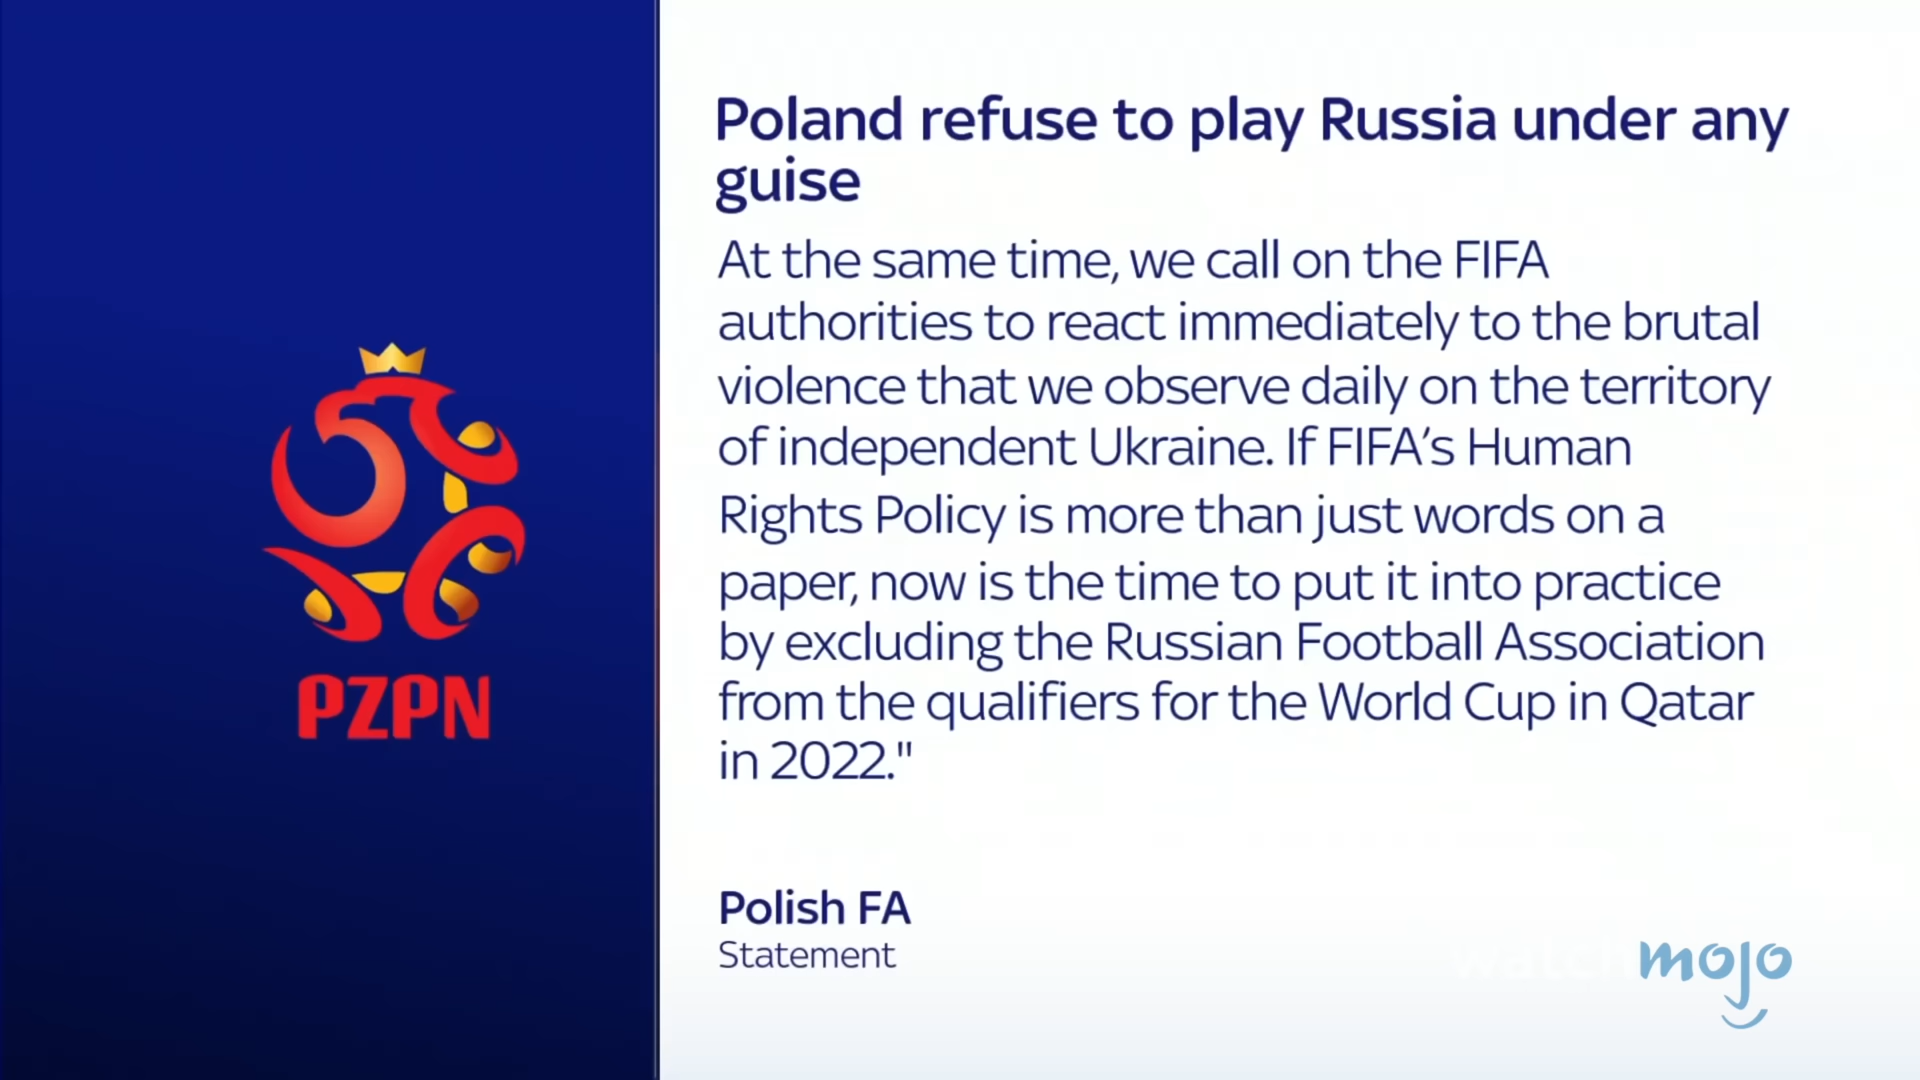 Poland refuse to play Russia under any
guise
At the same time, we call on the FIFA
authorities to react immediately to the brutal
violence that we observe daily on the territory
of independent Ukraine. If FIFA's Human
Rights Policy is more than just words on a
paper, now is the time to put it into practice
by excluding the Russian Football Association
from the qualifiers for the World Cup in Qatar
in 2022."
PZPN
Polish FA
Statement
watchmojo